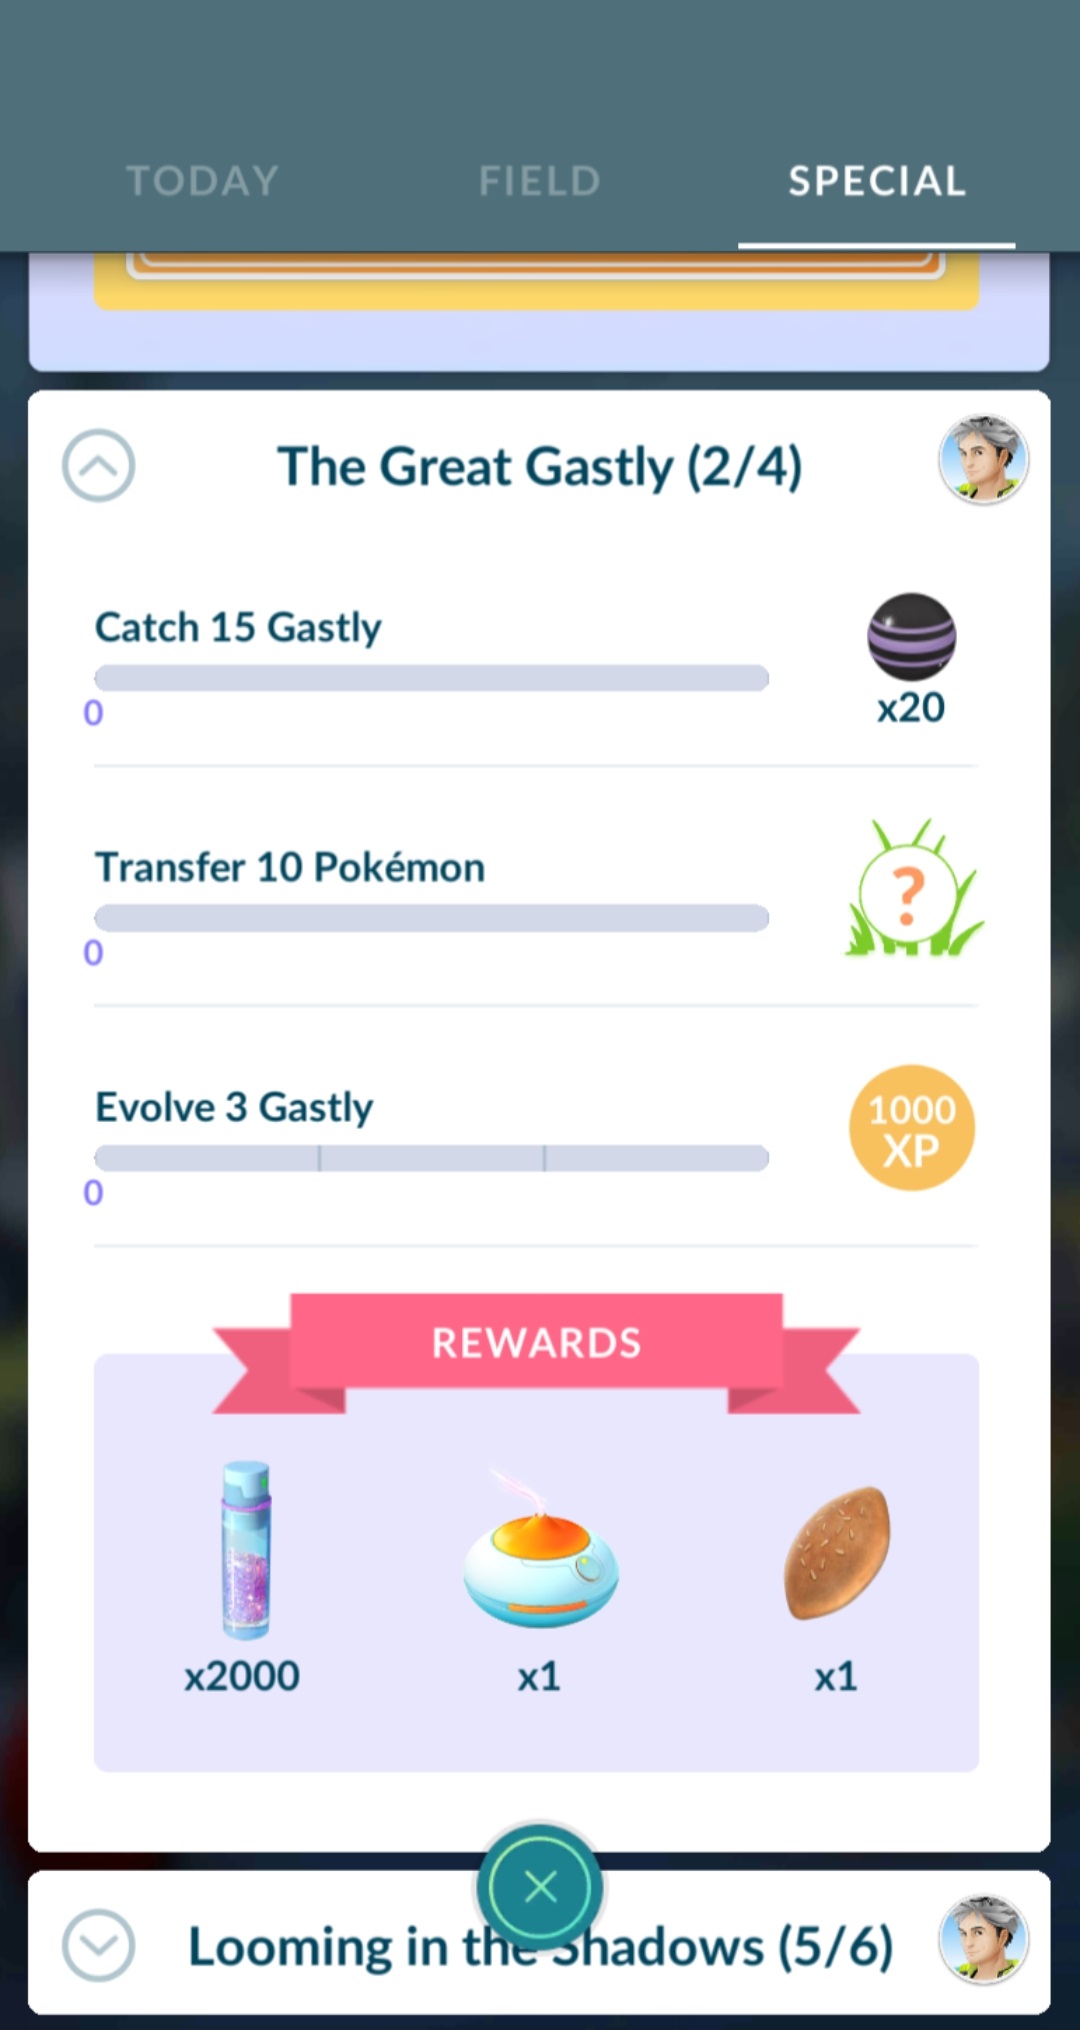 TODAY
FIELD
SPECIAL
The Great Gastly (2/4)
Catch 15 Gastly
0
x20
Transfer 10 Pokémon
0
?
Evolve 3 Gastly
0
1000
XP
REWARDS
x2000
x1
x1
Looming in the Shadows (5/6)